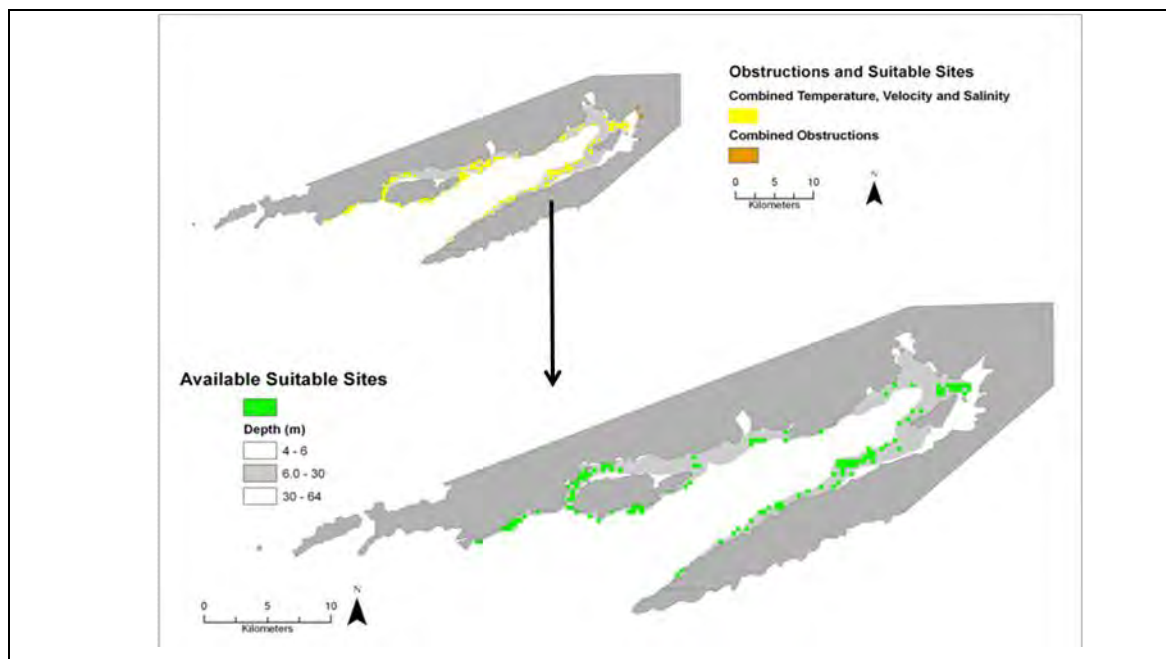 Obstructions and Suitable Sites
Combined Temperature, Velocity and Salinity
Combined Obstructions
0 5 10
Kilometers
N
Available Suitable Sites
Depth (m)
4 - 6
6.0 - 30
30 - 64
N
0 5 10
Kilometers